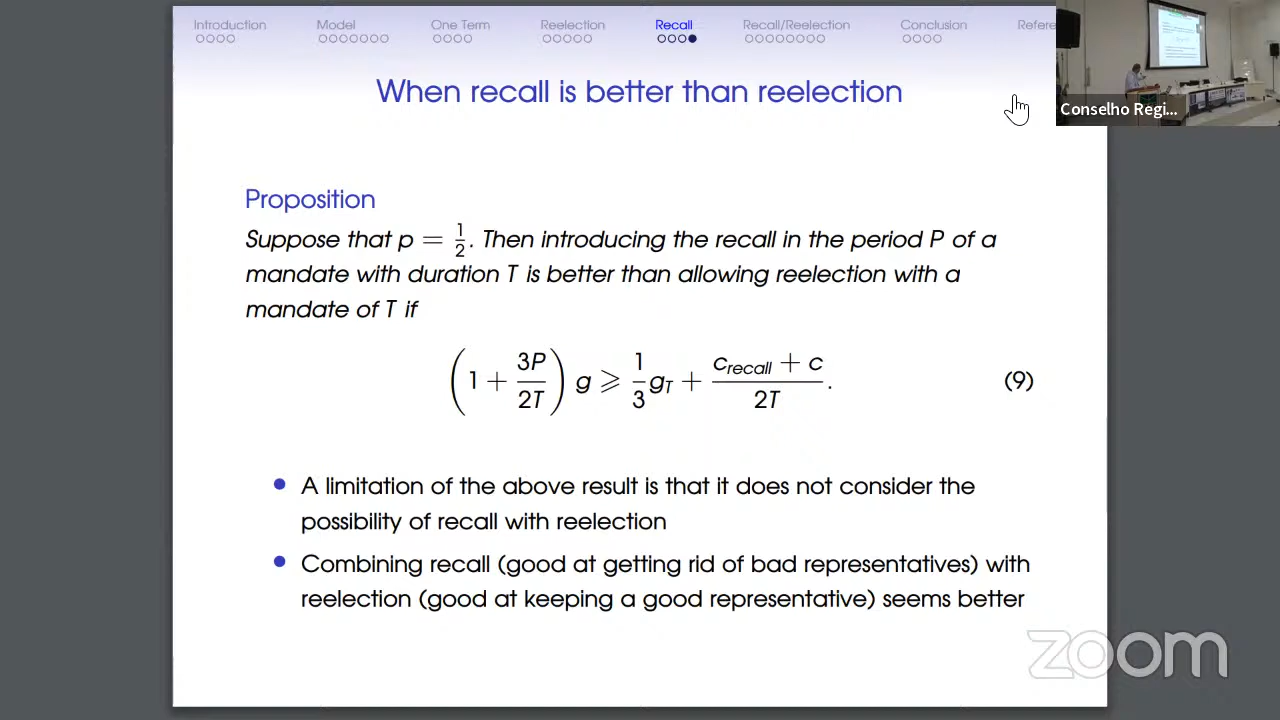 Introduction Model One Term Reelection Recall Recall/Reelection Conclusion Refere
When recall is better than reelection
Conselho Regi...
Proposition
Suppose that p = 1/2. Then introducing the recall in the period P of a
mandate with duration T is better than allowing reelection with a
mandate of T if
(1 + 3P/2T) g ⩾ 1/3 g_T + (c_recall + c)/2T. (9)
A limitation of the above result is that it does not consider the
possibility of recall with reelection
Combining recall (good at getting rid of bad representatives) with
reelection (good at keeping a good representative) seems better
zoom